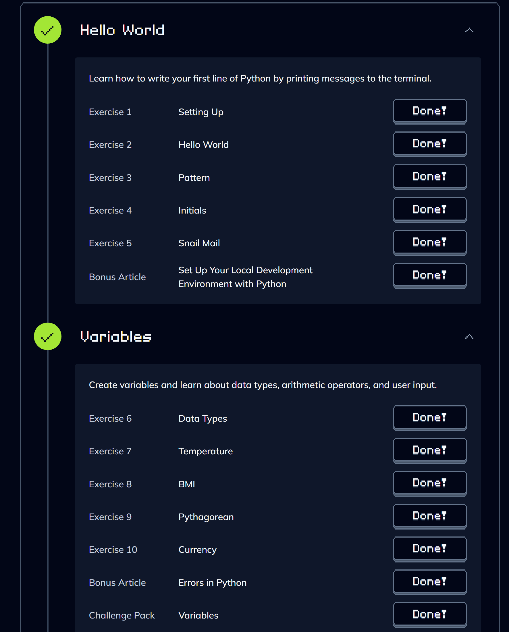 Hello World
Learn how to write your first line of Python by printing messages to the terminal.
Exercise 1 Setting Up Done!
Exercise 2 Hello World Done!
Exercise 3 Pattern Done!
Exercise 4 Initials Done!
Exercise 5 Snail Mail Done!
Bonus Article Set Up Your Local Development Done!
Environment with Python
Variables
Create variables and learn about data types, arithmetic operators, and user input.
Exercise 6 Data Types Done!
Exercise 7 Temperature Done!
Exercise 8 BMI Done!
Exercise 9 Pythagorean Done!
Exercise 10 Currency Done!
Bonus Article Errors in Python Done!
Challenge Pack Variables Done!